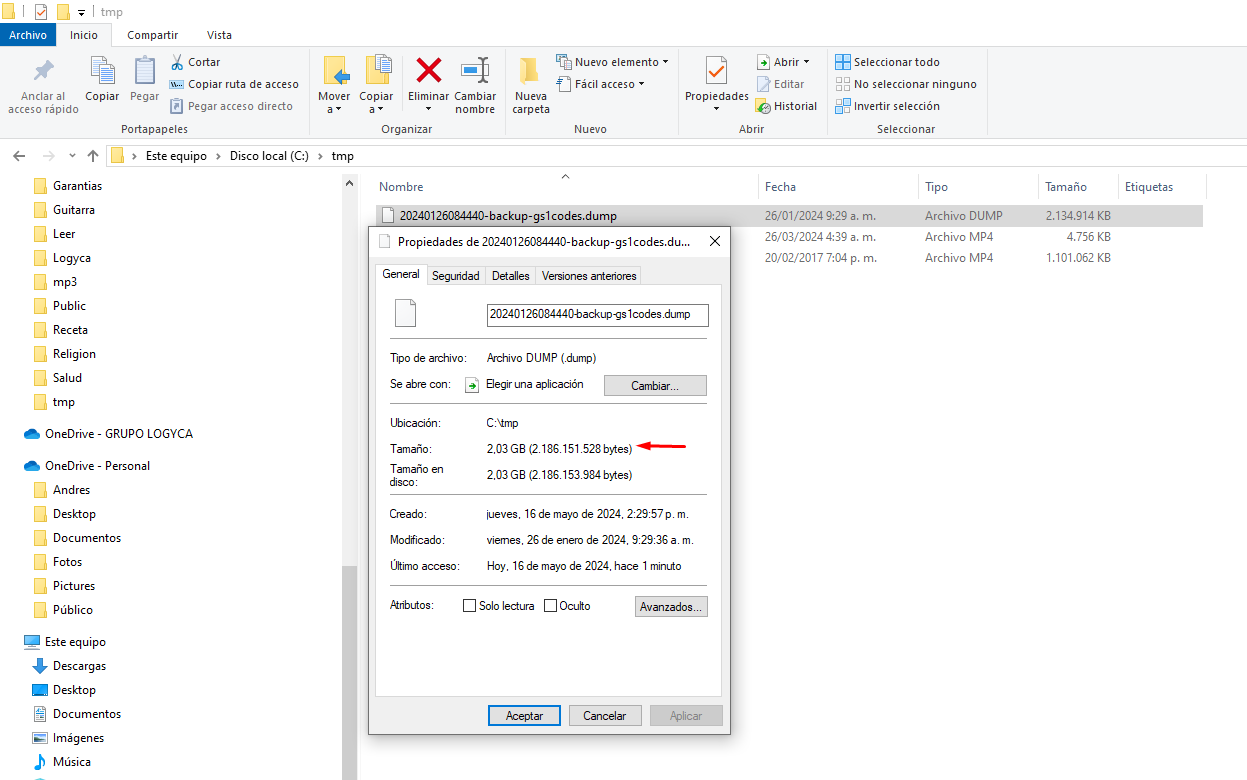 tmp
Archivo Inicio Compartir Vista
Anclar al acceso rápido
Copiar
Pegar
Cortar
Copiar ruta de acceso
Pegar acceso directo
Portapapeles
Mover a
Copiar a
Eliminar
Cambiar nombre
Organizar
Nueva carpeta
Nuevo elemento
Fácil acceso
Nuevo
Propiedades
Abrir
Editar
Historial
Abrir
Seleccionar todo
No seleccionar ninguno
Invertir selección
Seleccionar
Este equipo > Disco local (C:) > tmp
Garantias
Guitarra
Leer
Logyca
mp3
Public
Receta
Religion
Salud
tmp
OneDrive - GRUPO LOGYCA
OneDrive - Personal
Andres
Desktop
Documentos
Fotos
Pictures
Público
Este equipo
Descargas
Desktop
Documentos
Imágenes
Música
Nombre Fecha Tipo Tamaño Etiquetas
20240126084440-backup-gs1codes.dump 26/01/2024 9:29 a. m. Archivo DUMP 2.134.914 KB
26/03/2024 4:39 a. m. Archivo MP4 4.756 KB
20/02/2017 7:04 p. m. Archivo MP4 1.101.062 KB
Propiedades de 20240126084440-backup-gs1codes.du...
General Seguridad Detalles Versiones anteriores
20240126084440-backup-gs1codes.dump
Tipo de archivo: Archivo DUMP (.dump)
Se abre con: Elegir una aplicación Cambiar...
Ubicación: C:\tmp
Tamaño: 2,03 GB (2.186.151.528 bytes)
Tamaño en disco: 2,03 GB (2.186.153.984 bytes)
Creado: jueves, 16 de mayo de 2024, 2:29:57 p. m.
Modificado: viernes, 26 de enero de 2024, 9:29:36 a. m.
Último acceso: Hoy, 16 de mayo de 2024, hace 1 minuto
Atributos: Solo lectura Oculto Avanzados...
Aceptar Cancelar Aplicar